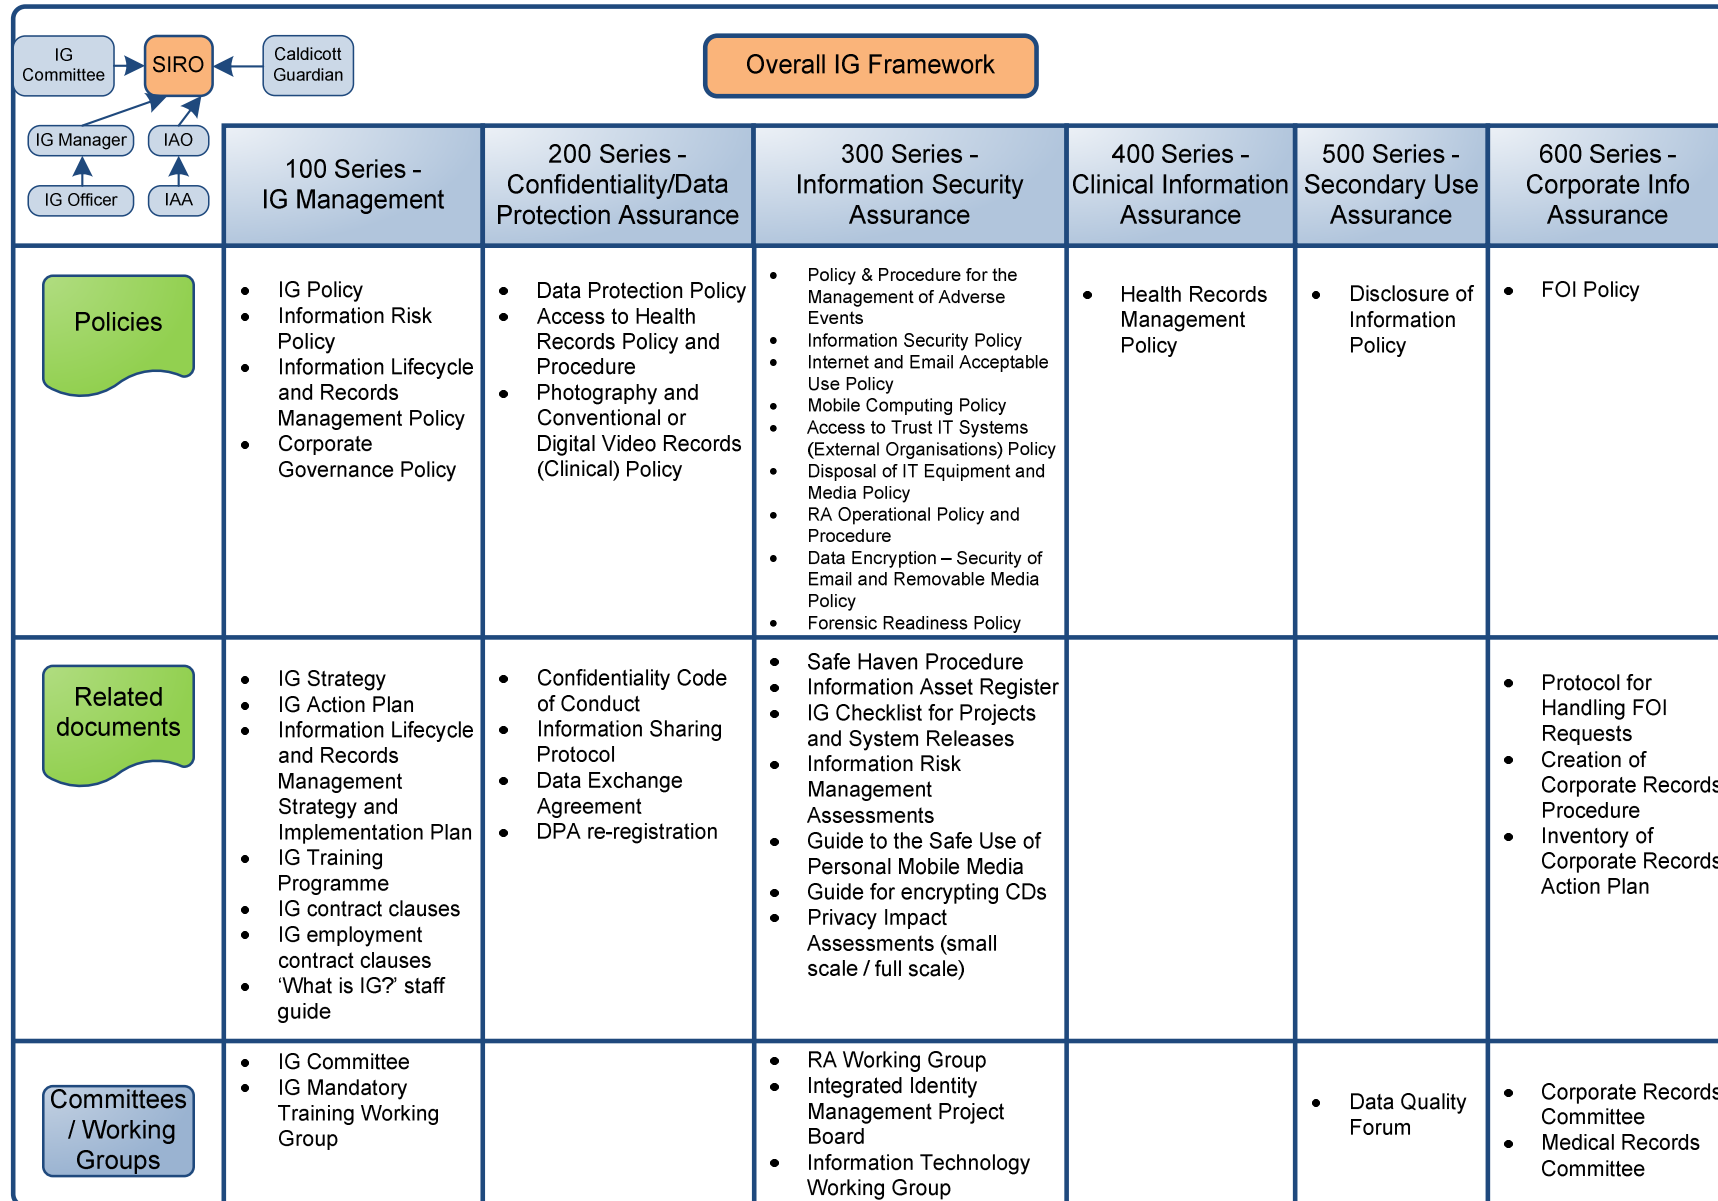 IG
Committee
SIRO
Caldicott
Guardian
Overall IG Framework
IG Manager
IAO
IG Officer
IAA
100 Series -
IG Management
200 Series -
Confidentiality/Data
Protection Assurance
300 Series -
Information Security
Assurance
400 Series -
Clinical Information
Assurance
500 Series -
Secondary Use
Assurance
600 Series -
Corporate Info
Assurance
Policies
• IG Policy
• Information Risk
Policy
• Information Lifecycle
and Records
Management Policy
• Corporate
Governance Policy
• Data Protection Policy
• Access to Health
Records Policy and
Procedure
• Photography and
Conventional or
Digital Video Records
(Clinical) Policy
• Policy & Procedure for the
Management of Adverse
Events
• Information Security Policy
• Internet and Email Acceptable
Use Policy
• Mobile Computing Policy
• Access to Trust IT Systems
(External Organisations) Policy
• Disposal of IT Equipment and
Media Policy
• RA Operational Policy and
Procedure
• Data Encryption – Security of
Email and Removable Media
Policy
• Forensic Readiness Policy
• Health Records
Management
Policy
• Disclosure of
Information
Policy
• FOI Policy
Related
documents
• IG Strategy
• IG Action Plan
• Information Lifecycle
and Records
Management
Strategy and
Implementation Plan
• IG Training
Programme
• IG contract clauses
• IG employment
contract clauses
• ‘What is IG?’ staff
guide
• Confidentiality Code
of Conduct
• Information Sharing
Protocol
• Data Exchange
Agreement
• DPA re-registration
• Safe Haven Procedure
• Information Asset Register
• IG Checklist for Projects
and System Releases
• Information Risk
Management
Assessments
• Guide to the Safe Use of
Personal Mobile Media
• Guide for encrypting CDs
• Privacy Impact
Assessments (small
scale / full scale)
• Protocol for
Handling FOI
Requests
• Creation of
Corporate Records
Procedure
• Inventory of
Corporate Records
Action Plan
Committees
/ Working
Groups
• IG Committee
• IG Mandatory
Training Working
Group
• RA Working Group
• Integrated Identity
Management Project
Board
• Information Technology
Working Group
• Data Quality
Forum
• Corporate Records
Committee
• Medical Records
Committee